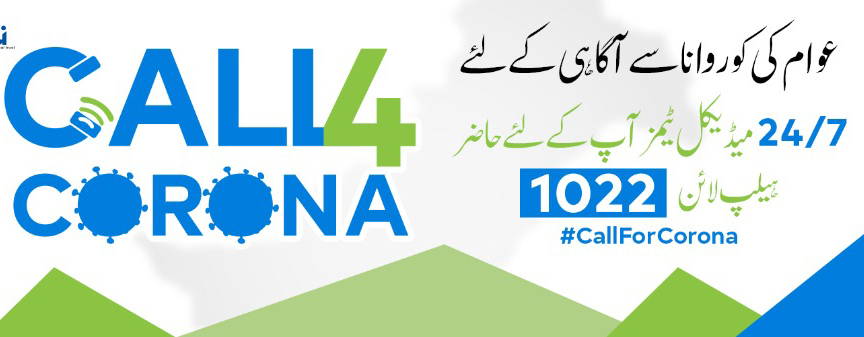 CALL4
CORONA
عوام کی کوروانا سے آگاہی کے لئے
24/7 میڈیکل ٹیمز آپ کے لئے حاضر
ہیلپ لائن 1022
#CallForCorona